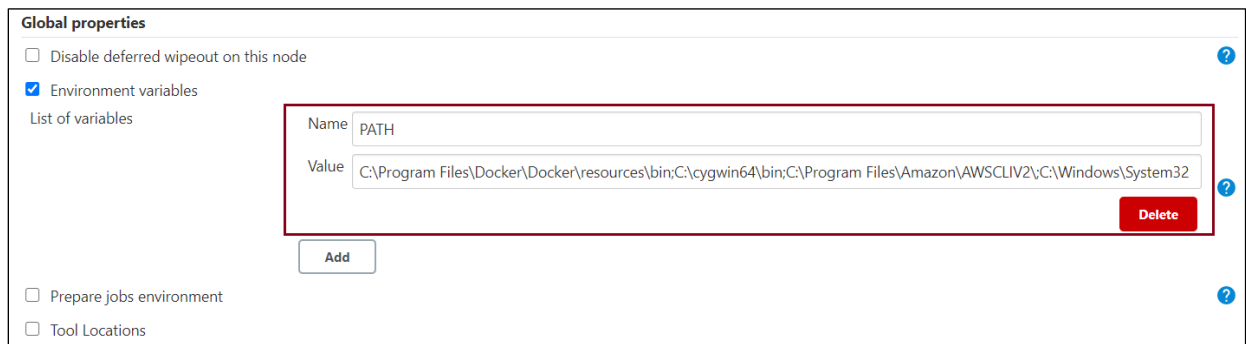 Global properties
Disable deferred wipeout on this node
?
Environment variables
List of variables
Name PATH
Value C:\Program Files\Docker\Docker\resources\bin;C:\cygwin64\bin;C:\Program Files\Amazon\AWSCLIV2\;C:\Windows\System32
?
Delete
Add
Prepare jobs environment
?
Tool Locations